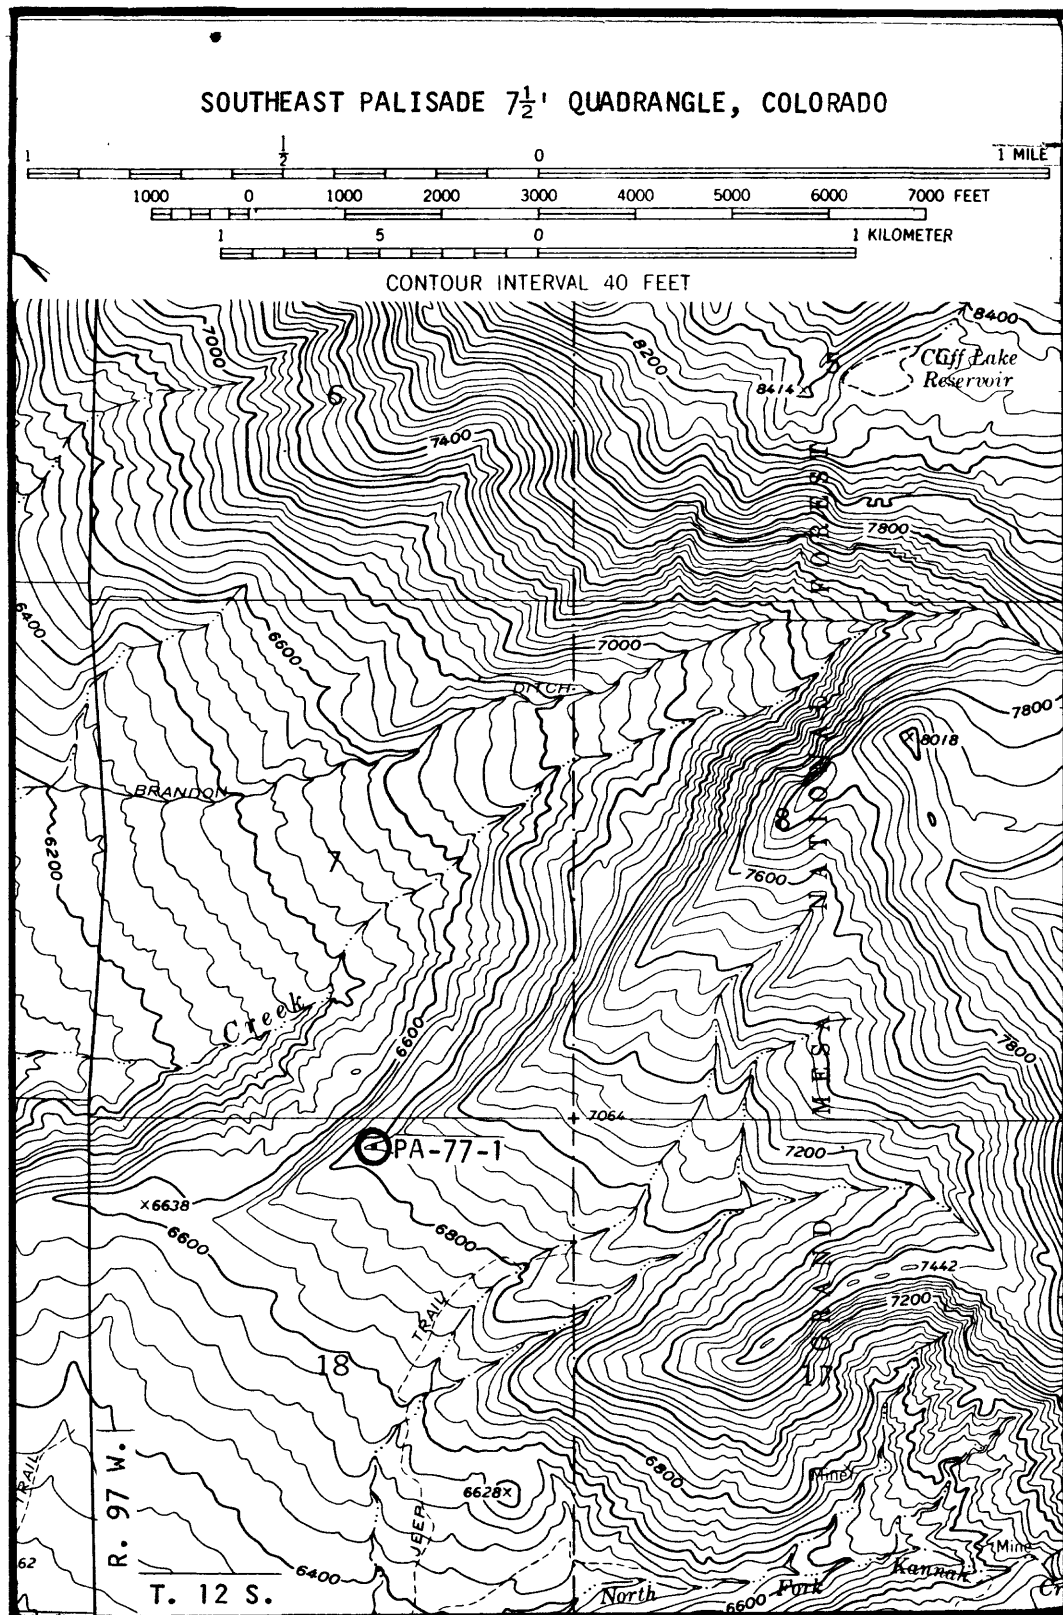 SOUTHEAST PALISADE 7½' QUADRANGLE, COLORADO
1 ½ 0 1 MILE
1000 0 1000 2000 3000 4000 5000 6000 7000 FEET
1 5 0 1 KILOMETER
CONTOUR INTERVAL 40 FEET
7000
8200
8400
Cliff Lake
Reservoir
5
8414
6
7400
7800
6400
6600
7000
DITCH
7800
8018
BRANDON
8
6200
7
7600
Creek
6600
7800
7064
PA-77-1
7200
6638
6600
6800
7442
7200
TRAIL
18
GRAND MESA NATIONAL FOREST
6800
TRAIL
Mine
6628
JEEP
R. 97 W.
Mine
62
6400
North Fork Kannah Cr
6600
T. 12 S.